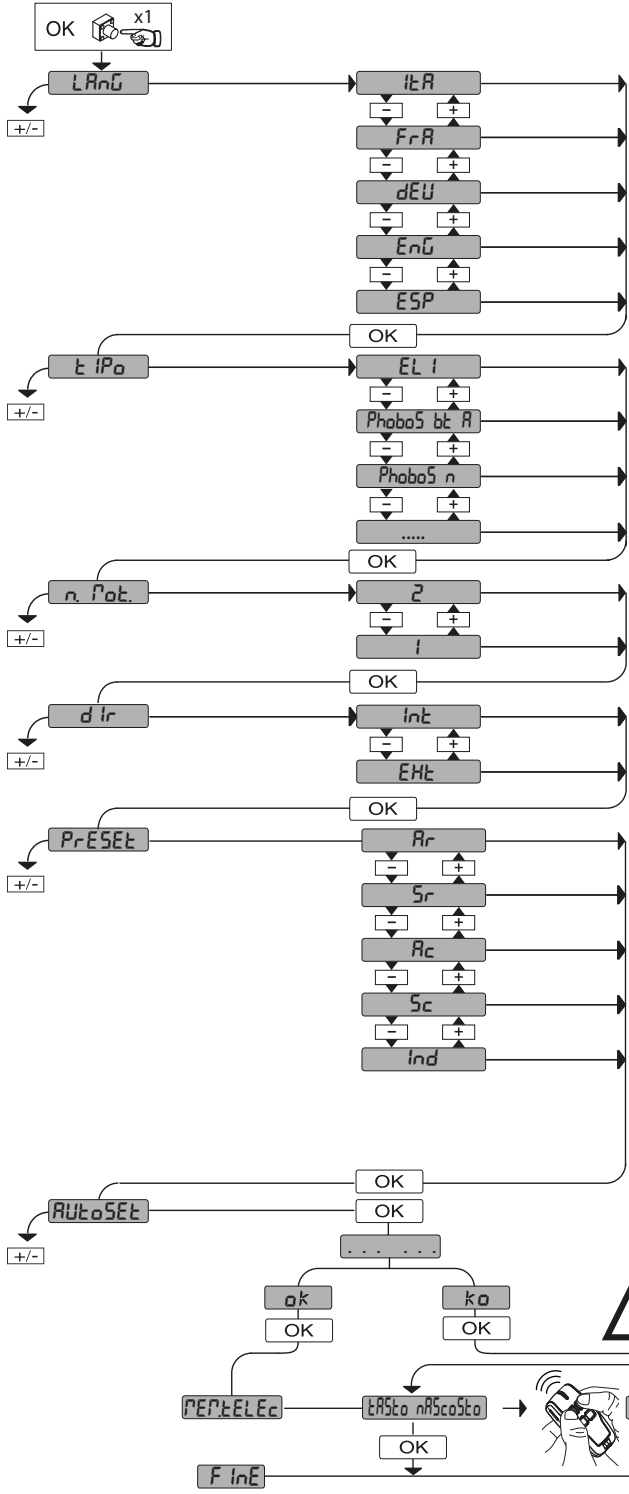 OK x1
LAnG ItA
+/- - +
FrA
- +
dEU
- +
EnG
- +
ESP
OK
tIPo EL I
+/- - +
PhoboS bt A
- +
PhoboS n
- +
.....
OK
n. Mot. 2
+/- - +
1
OK
dIr Int
+/- - +
EHt
OK
PrESEt Ar
+/- - +
Sr
- +
Ac
- +
Sc
- +
Ind
OK
AUtoSEt OK
+/-
... ...
ok ko
OK OK
MEM.tELEc tASto nAScoSto
OK
FInE